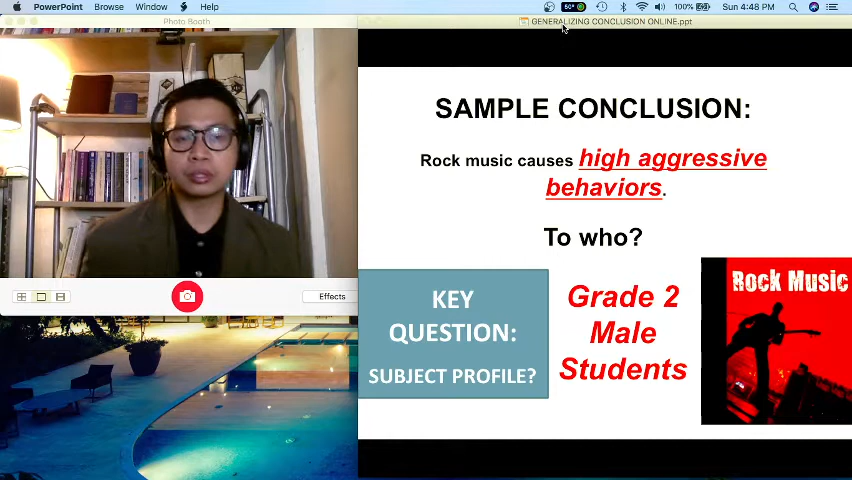 PowerPoint Browse Window Help
50° 100% Sun 4:48 PM
Photo Booth
GENERALIZING CONCLUSION ONLINE.ppt
SAMPLE CONCLUSION:
Rock music causes high aggressive
behaviors.
To who?
KEY
QUESTION:
SUBJECT PROFILE?
Grade 2
Male
Students
Rock Music
Effects